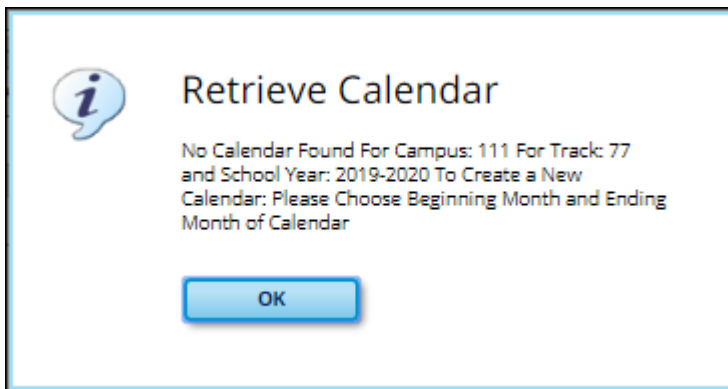 Retrieve Calendar
No Calendar Found For Campus: 111 For Track: 77
and School Year: 2019-2020 To Create a New
Calendar: Please Choose Beginning Month and Ending
Month of Calendar
OK